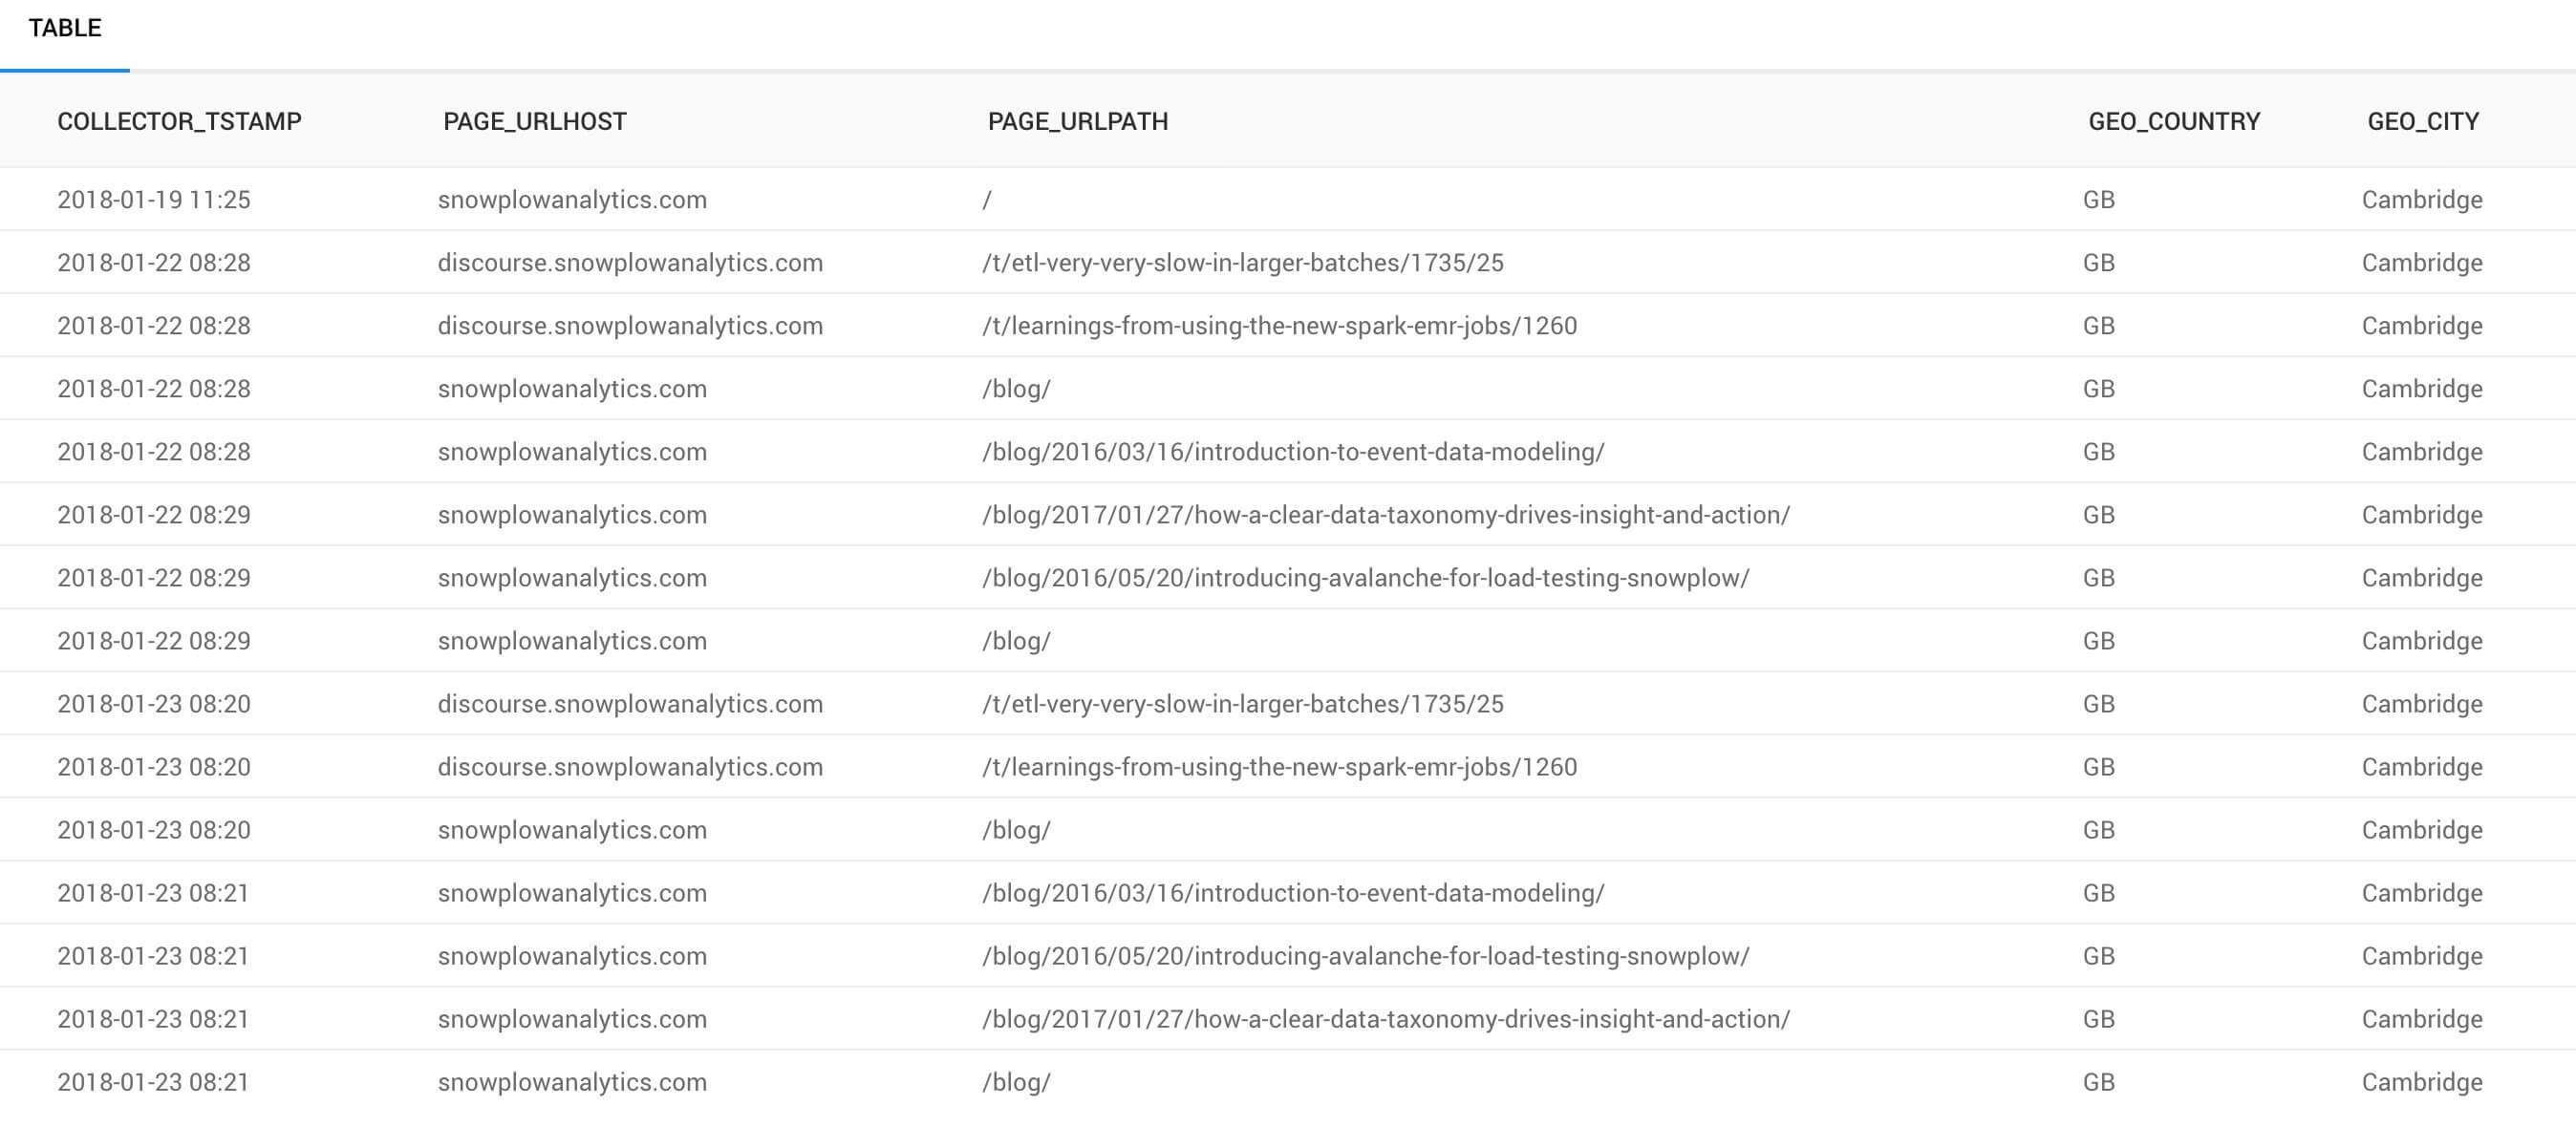 TABLE
COLLECTOR_TSTAMP PAGE_URLHOST PAGE_URLPATH GEO_COUNTRY GEO_CITY
2018-01-19 11:25 snowplowanalytics.com / GB Cambridge
2018-01-22 08:28 discourse.snowplowanalytics.com /t/etl-very-very-slow-in-larger-batches/1735/25 GB Cambridge
2018-01-22 08:28 discourse.snowplowanalytics.com /t/learnings-from-using-the-new-spark-emr-jobs/1260 GB Cambridge
2018-01-22 08:28 snowplowanalytics.com /blog/ GB Cambridge
2018-01-22 08:28 snowplowanalytics.com /blog/2016/03/16/introduction-to-event-data-modeling/ GB Cambridge
2018-01-22 08:29 snowplowanalytics.com /blog/2017/01/27/how-a-clear-data-taxonomy-drives-insight-and-action/ GB Cambridge
2018-01-22 08:29 snowplowanalytics.com /blog/2016/05/20/introducing-avalanche-for-load-testing-snowplow/ GB Cambridge
2018-01-22 08:29 snowplowanalytics.com /blog/ GB Cambridge
2018-01-23 08:20 discourse.snowplowanalytics.com /t/etl-very-very-slow-in-larger-batches/1735/25 GB Cambridge
2018-01-23 08:20 discourse.snowplowanalytics.com /t/learnings-from-using-the-new-spark-emr-jobs/1260 GB Cambridge
2018-01-23 08:20 snowplowanalytics.com /blog/ GB Cambridge
2018-01-23 08:21 snowplowanalytics.com /blog/2016/03/16/introduction-to-event-data-modeling/ GB Cambridge
2018-01-23 08:21 snowplowanalytics.com /blog/2016/05/20/introducing-avalanche-for-load-testing-snowplow/ GB Cambridge
2018-01-23 08:21 snowplowanalytics.com /blog/2017/01/27/how-a-clear-data-taxonomy-drives-insight-and-action/ GB Cambridge
2018-01-23 08:21 snowplowanalytics.com /blog/ GB Cambridge